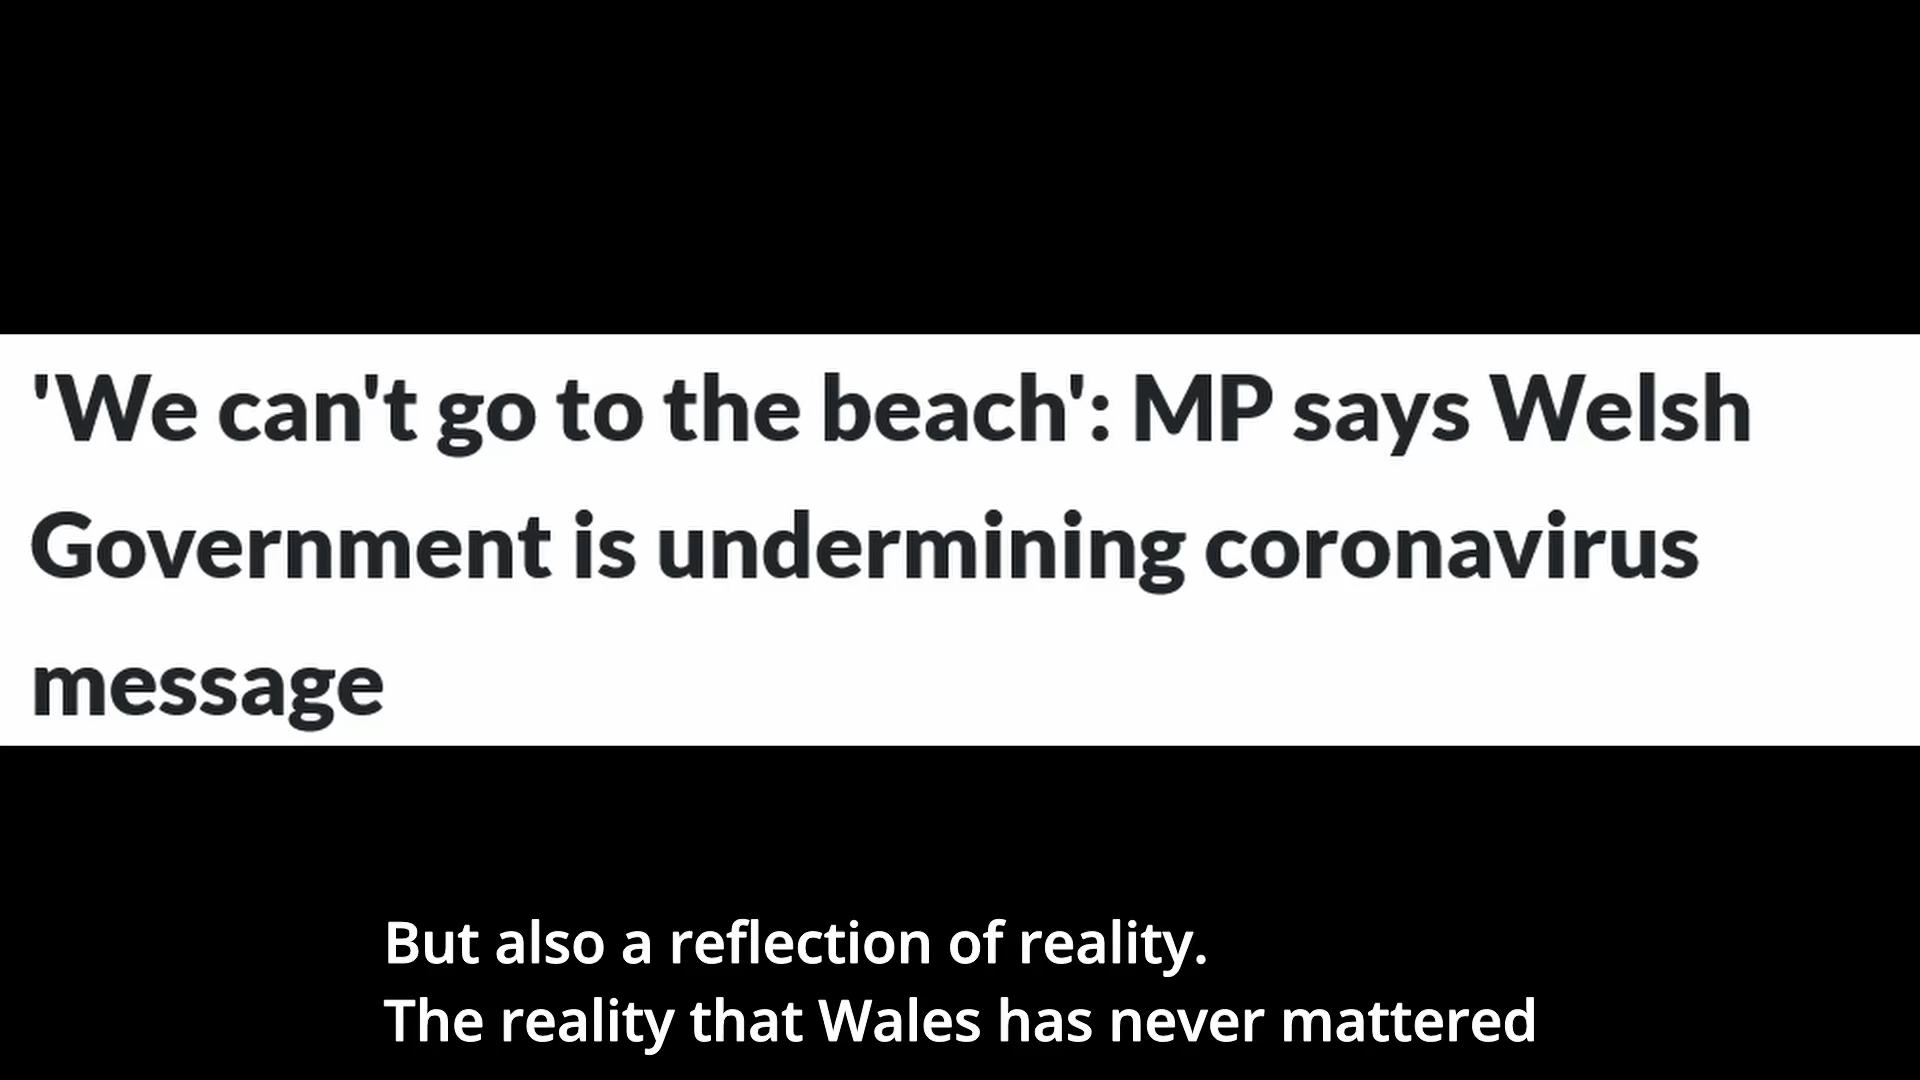 'We can't go to the beach': MP says Welsh
Government is undermining coronavirus
message
But also a reflection of reality.
The reality that Wales has never mattered